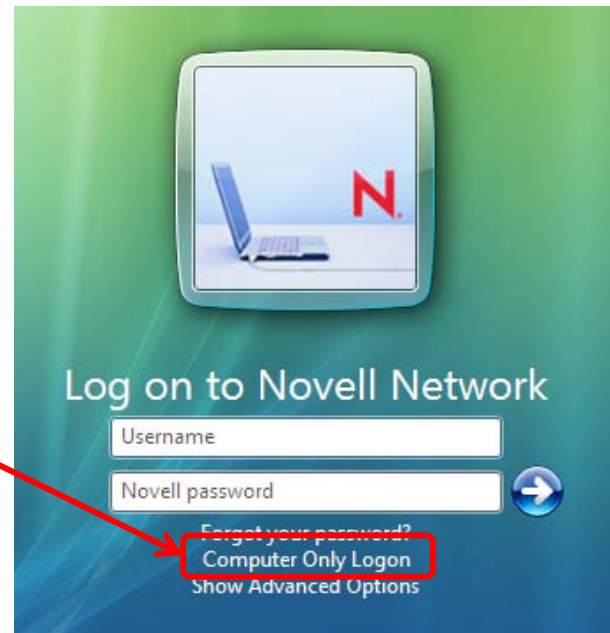 N.
Log on to Novell Network
Username
Novell password
Forgot your password?
Computer Only Logon
Show Advanced Options